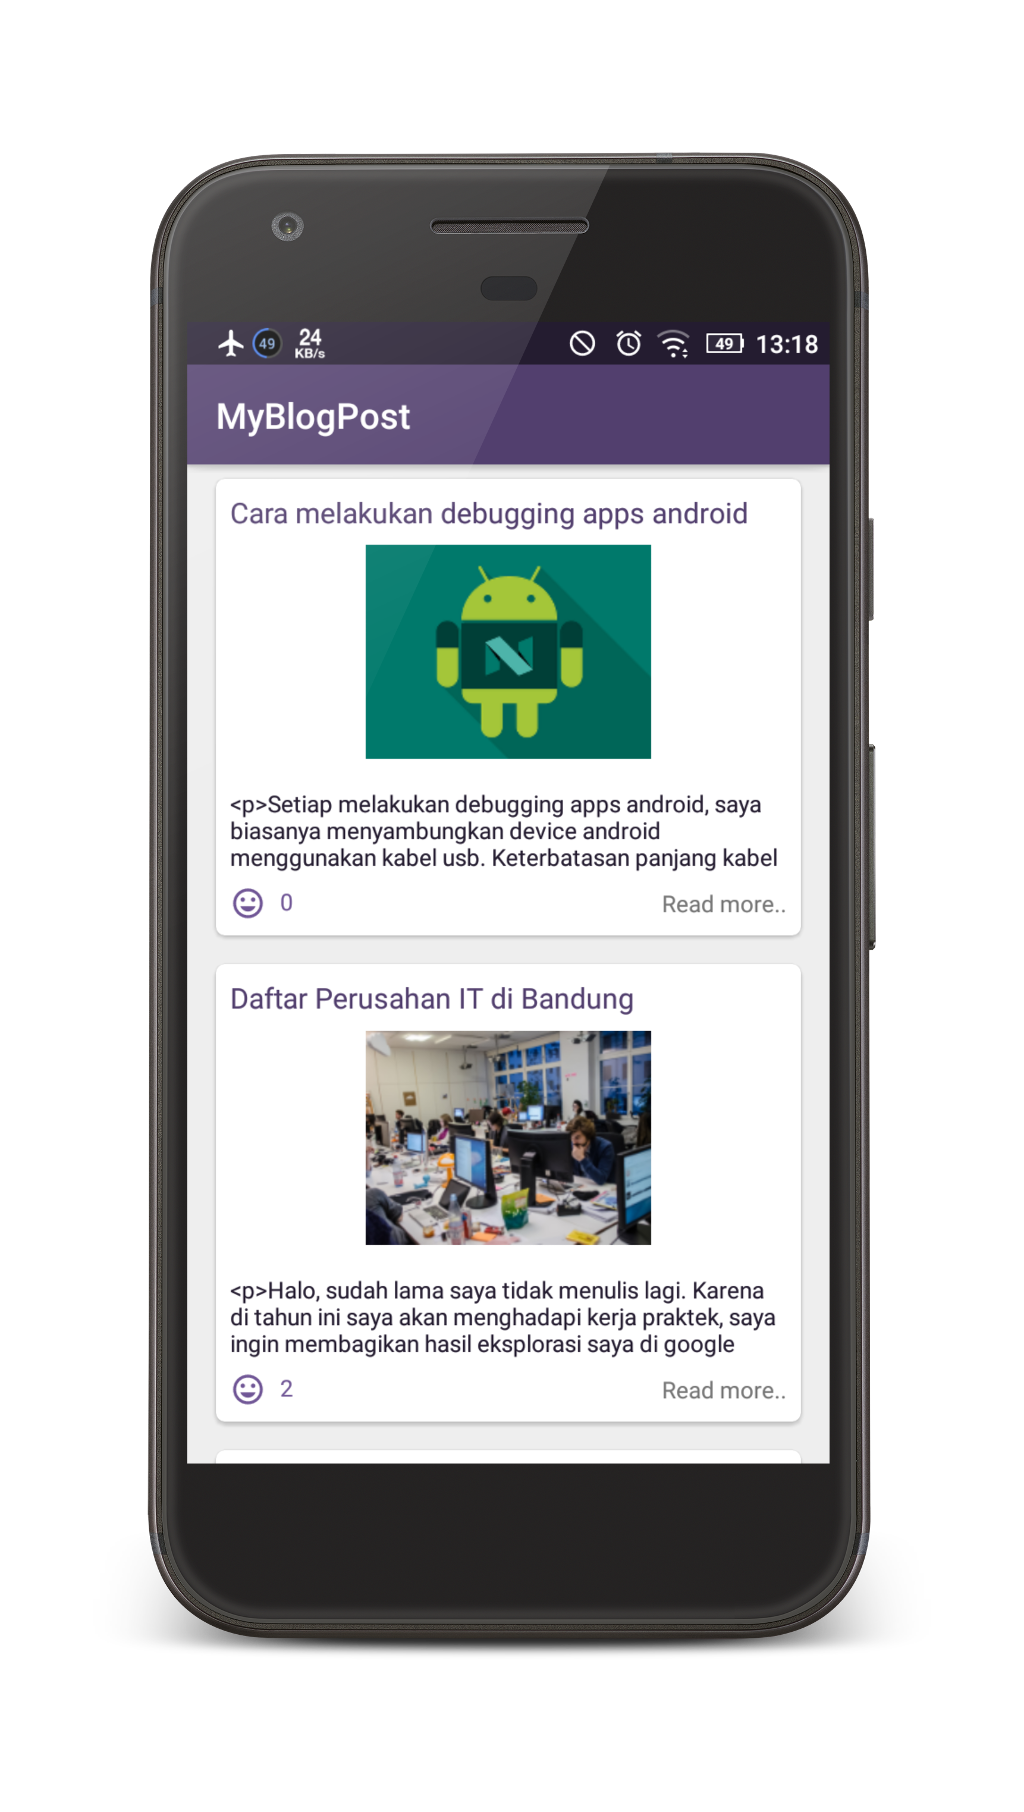 49
24
KB/s
49
13:18
MyBlogPost
Cara melakukan debugging apps android
N
<p>Setiap melakukan debugging apps android, saya
biasanya menyambungkan device android
menggunakan kabel usb. Keterbatasan panjang kabel
0
Read more..
Daftar Perusahan IT di Bandung
<p>Halo, sudah lama saya tidak menulis lagi. Karena
di tahun ini saya akan menghadapi kerja praktek, saya
ingin membagikan hasil eksplorasi saya di google
2
Read more..